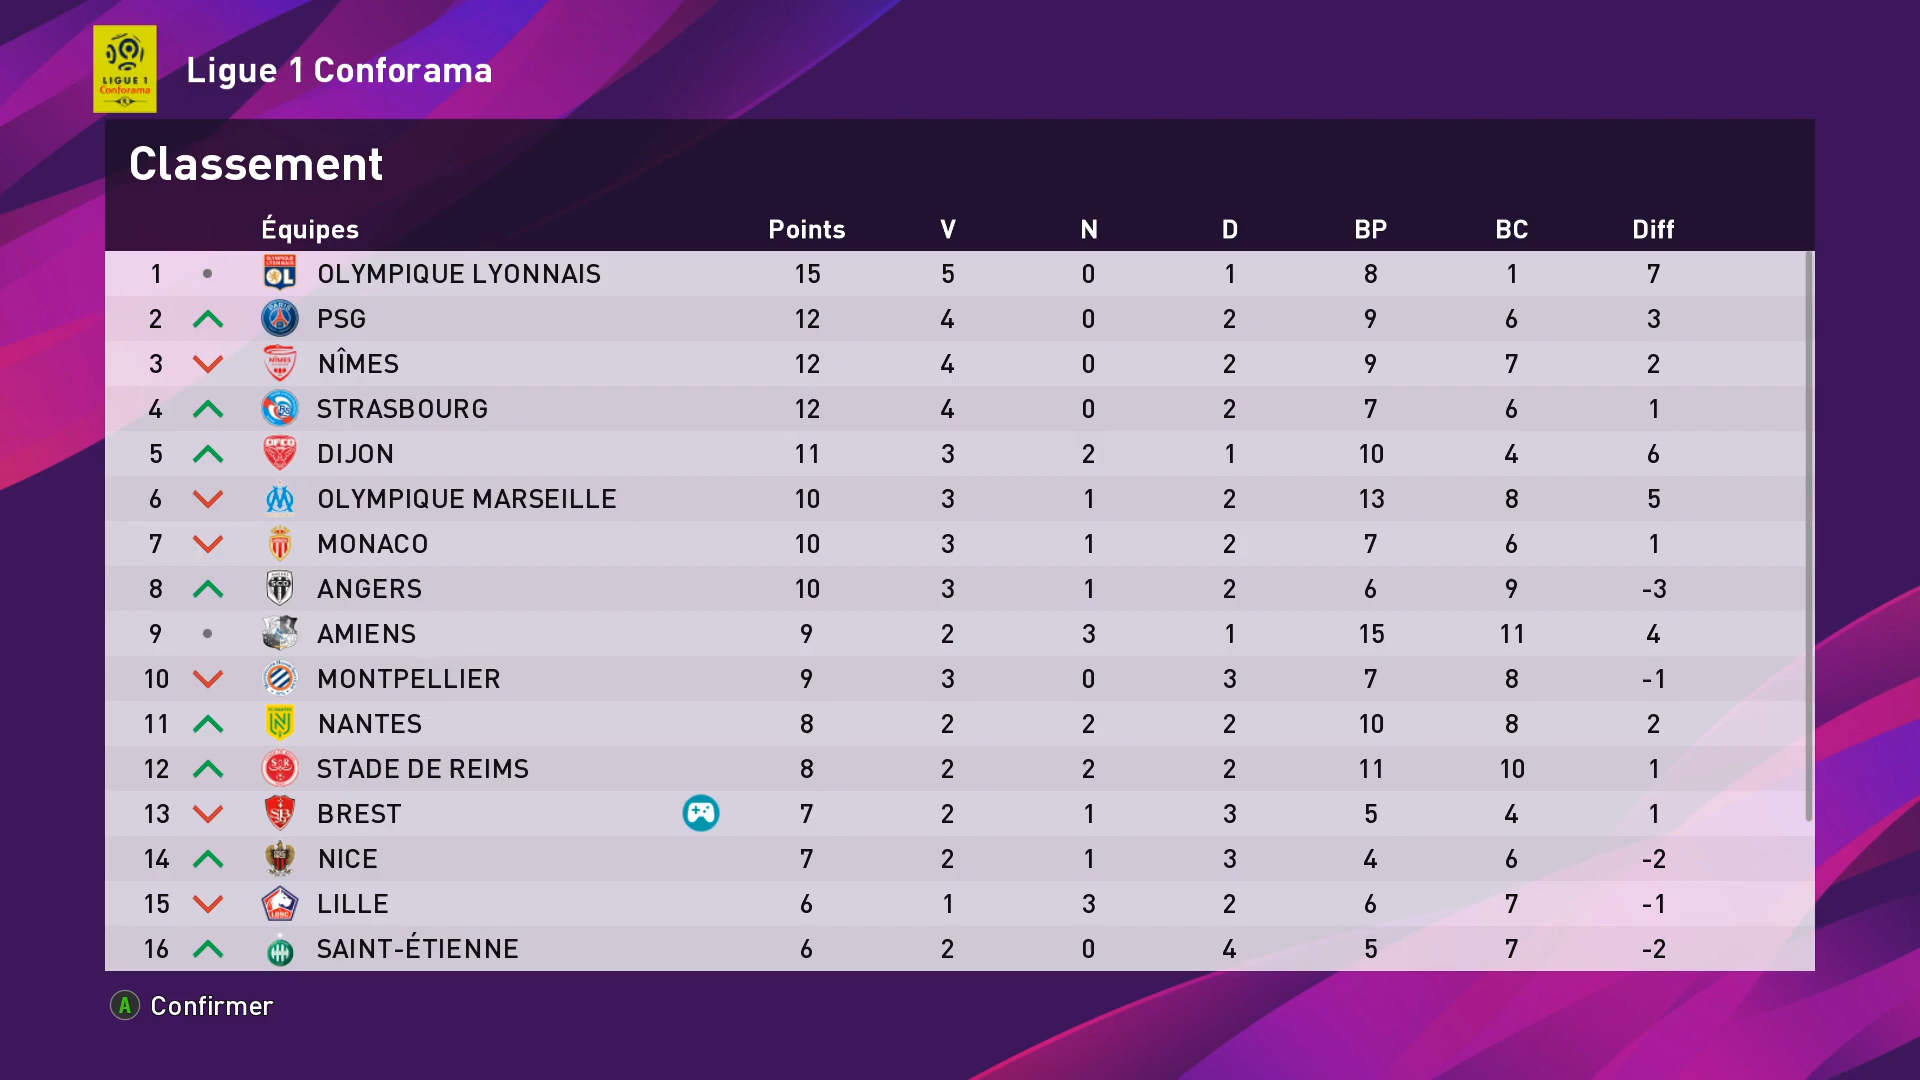 LIGUE 1
Conforama
Ligue 1 Conforama
Classement
Équipes Points V N D BP BC Diff
1 OLYMPIQUE LYONNAIS 15 5 0 1 8 1 7
2 PSG 12 4 0 2 9 6 3
3 NÎMES 12 4 0 2 9 7 2
4 STRASBOURG 12 4 0 2 7 6 1
5 DIJON 11 3 2 1 10 4 6
6 OLYMPIQUE MARSEILLE 10 3 1 2 13 8 5
7 MONACO 10 3 1 2 7 6 1
8 ANGERS 10 3 1 2 6 9 -3
9 AMIENS 9 2 3 1 15 11 4
10 MONTPELLIER 9 3 0 3 7 8 -1
11 NANTES 8 2 2 2 10 8 2
12 STADE DE REIMS 8 2 2 2 11 10 1
13 BREST 7 2 1 3 5 4 1
14 NICE 7 2 1 3 4 6 -2
15 LILLE 6 1 3 2 6 7 -1
16 SAINT-ÉTIENNE 6 2 0 4 5 7 -2
A Confirmer